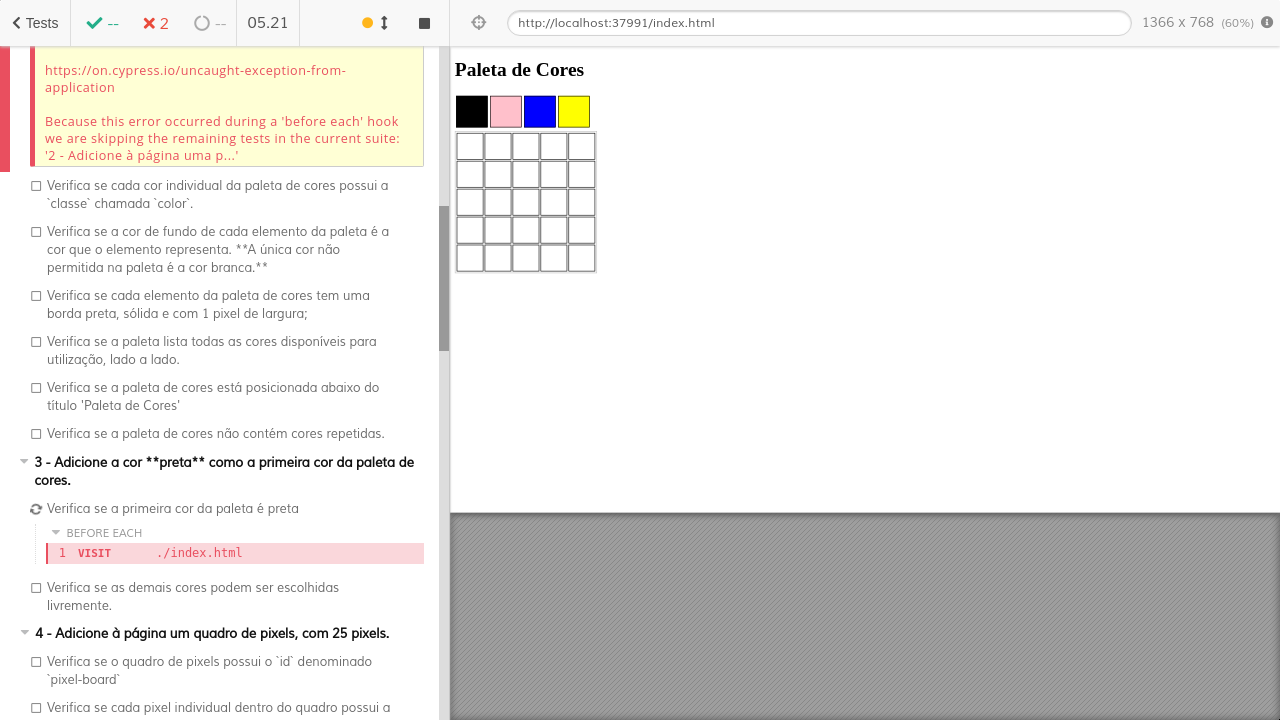 Tests
--
2
--
05.21
http://localhost:37991/index.html
1366 x 768 (60%)
https://on.cypress.io/uncaught-exception-from-
application
Because this error occurred during a 'before each' hook
we are skipping the remaining tests in the current suite:
'2 - Adicione à página uma p...'
Verifica se cada cor individual da paleta de cores possui a
`classe` chamada `color`.
Verifica se a cor de fundo de cada elemento da paleta é a
cor que o elemento representa. **A única cor não
permitida na paleta é a cor branca.**
Verifica se cada elemento da paleta de cores tem uma
borda preta, sólida e com 1 pixel de largura;
Verifica se a paleta lista todas as cores disponíveis para
utilização, lado a lado.
Verifica se a paleta de cores está posicionada abaixo do
título 'Paleta de Cores'
Verifica se a paleta de cores não contém cores repetidas.
3 - Adicione a cor **preta** como a primeira cor da paleta de
cores.
Verifica se a primeira cor da paleta é preta
BEFORE EACH
1 VISIT ./index.html
Verifica se as demais cores podem ser escolhidas
livremente.
4 - Adicione à página um quadro de pixels, com 25 pixels.
Verifica se o quadro de pixels possui o `id` denominado
`pixel-board`
Verifica se cada pixel individual dentro do quadro possui a
Paleta de Cores